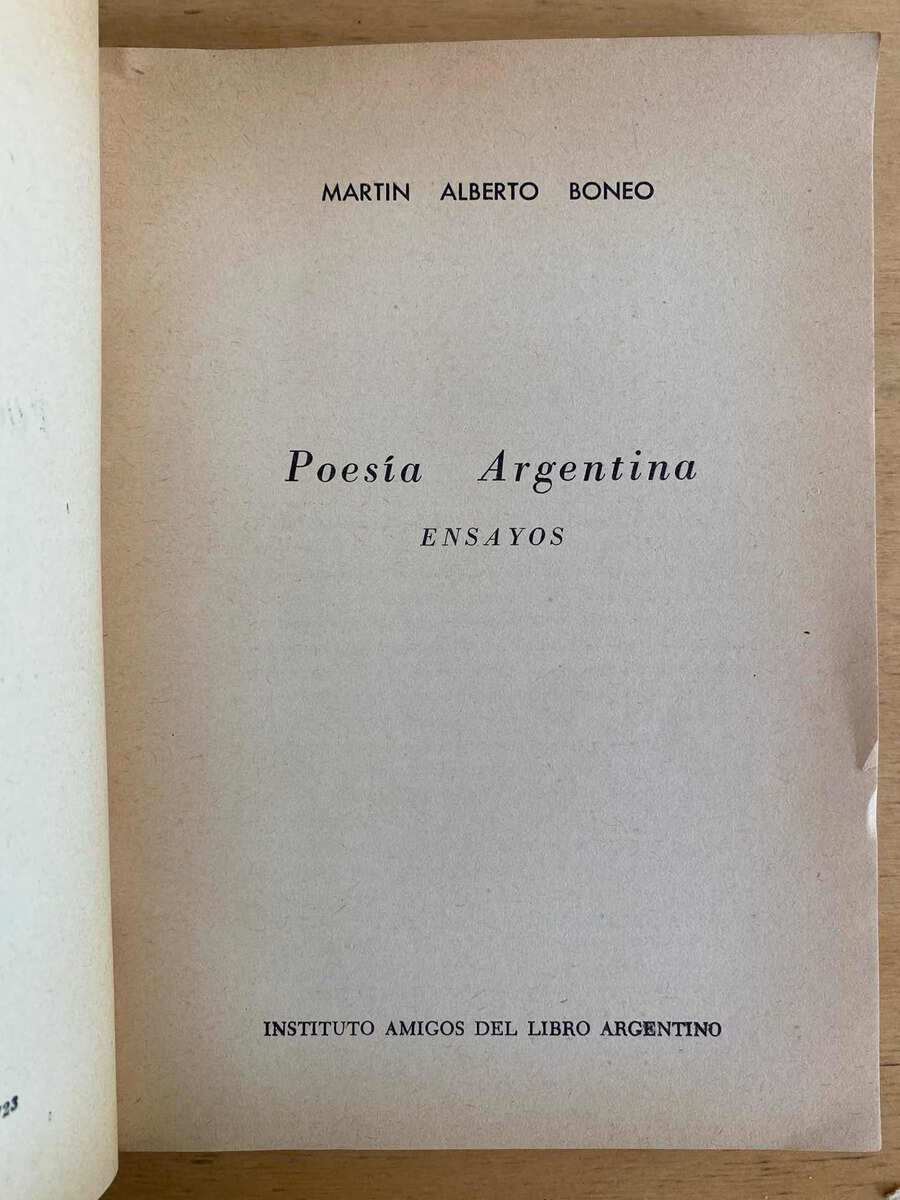 MARTIN ALBERTO BONEO
Poesía Argentina
ENSAYOS
INSTITUTO AMIGOS DEL LIBRO ARGENTINO